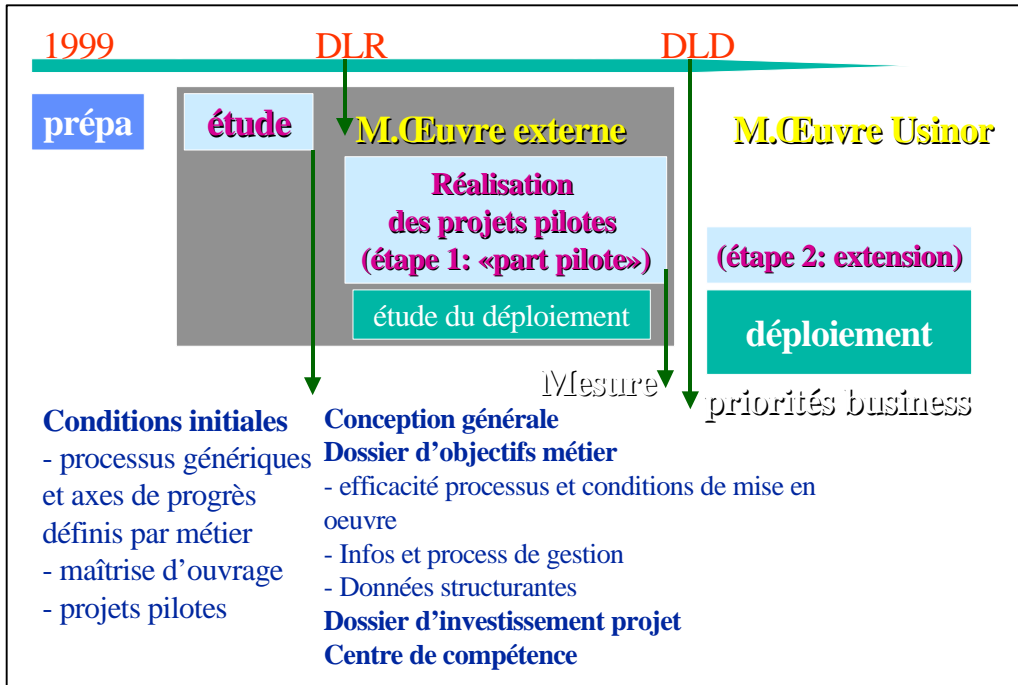 1999 DLR DLD
prépa
étude
M.Œuvre externe
M.Œuvre Usinor
Réalisation
des projets pilotes
(étape 1: «part pilote»)
(étape 2: extension)
étude du déploiement
déploiement
Mesure
priorités business
Conditions initiales
- processus génériques
et axes de progrès
définis par métier
- maîtrise d’ouvrage
- projets pilotes
Conception générale
Dossier d’objectifs métier
- efficacité processus et conditions de mise en
oeuvre
- Infos et process de gestion
- Données structurantes
Dossier d’investissement projet
Centre de compétence